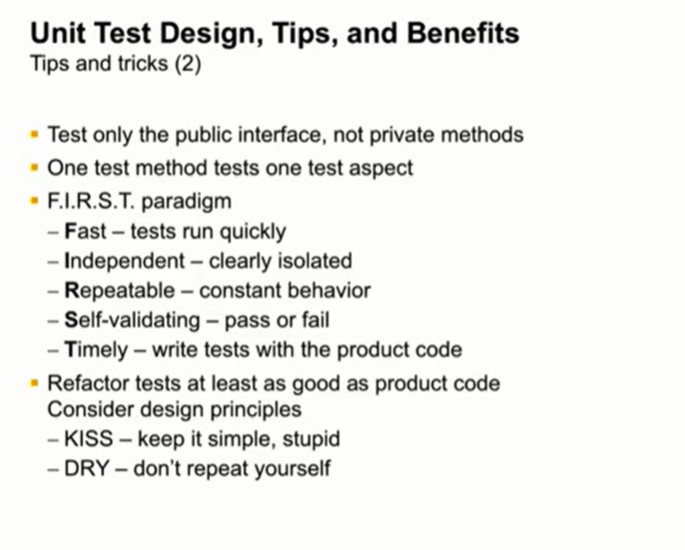 Unit Test Design, Tips, and Benefits
Tips and tricks (2)
▪ Test only the public interface, not private methods
▪ One test method tests one test aspect
▪ F.I.R.S.T. paradigm
– Fast – tests run quickly
– Independent – clearly isolated
– Repeatable – constant behavior
– Self-validating – pass or fail
– Timely – write tests with the product code
▪ Refactor tests at least as good as product code
Consider design principles
– KISS – keep it simple, stupid
– DRY – don't repeat yourself